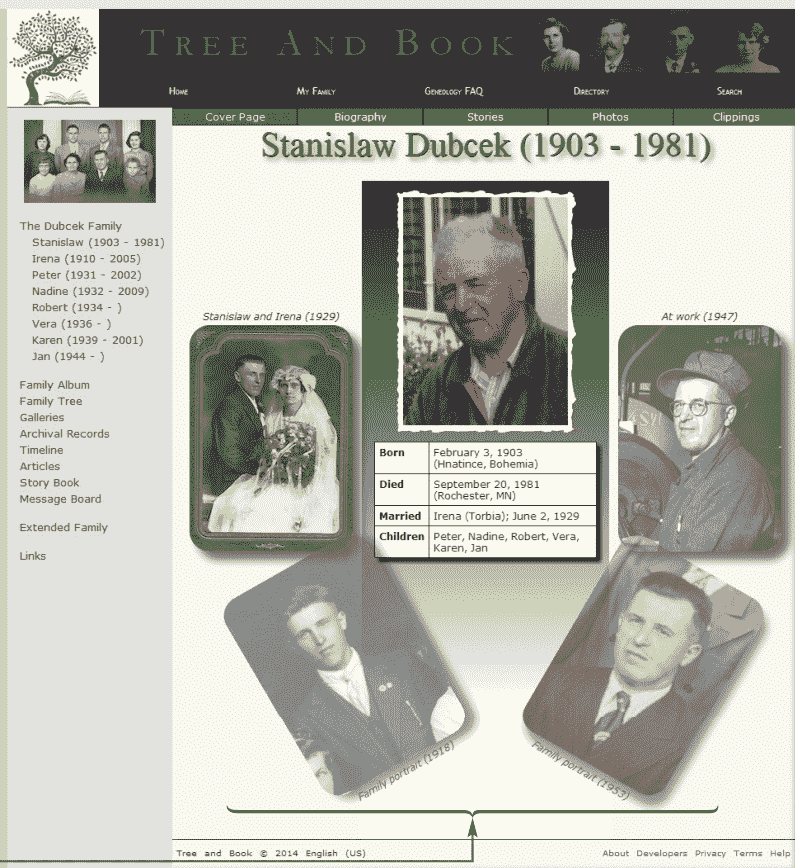 TREE AND BOOK
HOME MY FAMILY GENEOLOGY FAQ DIRECTORY SEARCH
Cover Page Biography Stories Photos Clippings
Stanislaw Dubcek (1903 - 1981)
The Dubcek Family
Stanislaw (1903 - 1981)
Irena (1910 - 2005)
Peter (1931 - 2002)
Nadine (1932 - 2009)
Robert (1934 - )
Vera (1936 - )
Karen (1939 - 2001)
Jan (1944 - )
Family Album
Family Tree
Galleries
Archival Records
Timeline
Articles
Story Book
Message Board
Extended Family
Links
Stanislaw and Irena (1929)
At work (1947)
Born February 3, 1903
(Hnatince, Bohemia)
Died September 20, 1981
(Rochester, MN)
Married Irena (Torbia); June 2, 1929
Children Peter, Nadine, Robert, Vera,
Karen, Jan
Family portrait (1918)
Family portrait (1953)
Tree and Book © 2014 English (US)
About Developers Privacy Terms Help